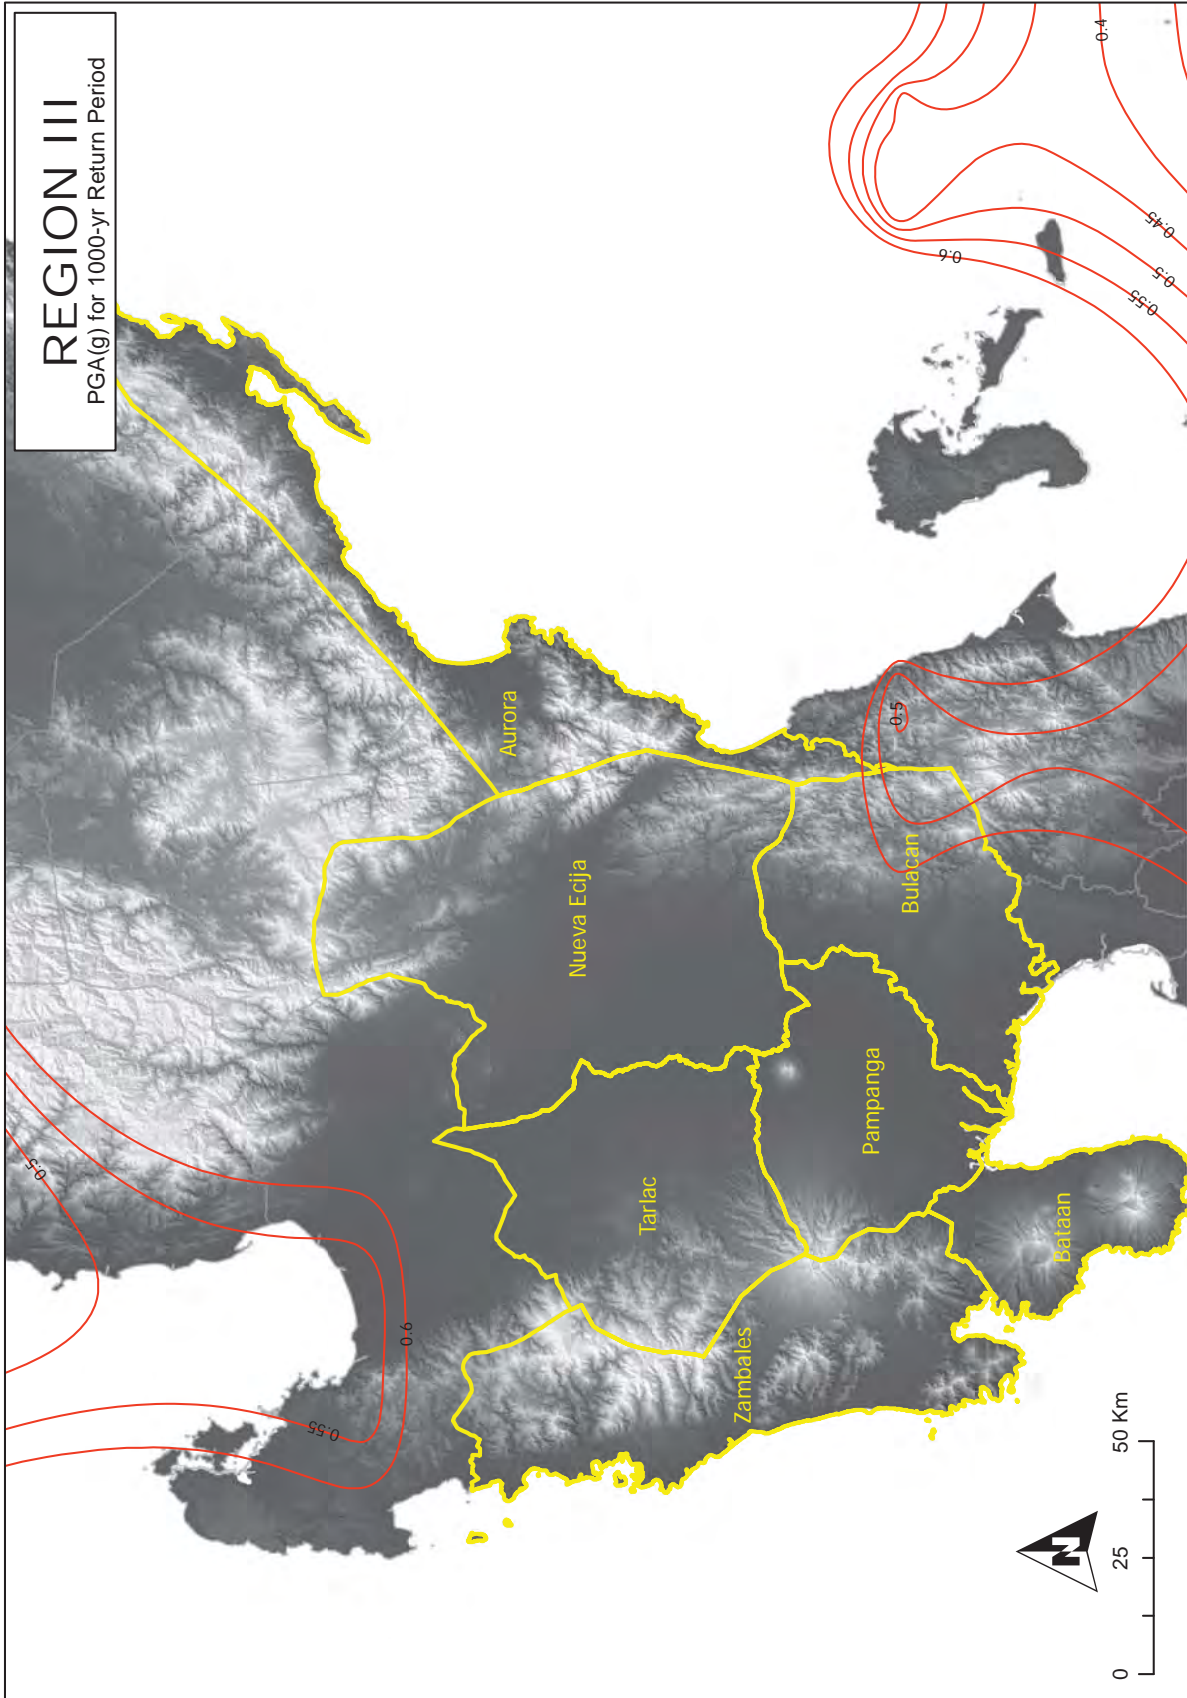 REGION III
PGA(g) for 1000-yr Return Period
0.4
0.45
0.5
0.55
0.6
0.5
0.5
0.6
0.55
Aurora
Nueva Ecija
Bulacan
Pampanga
Tarlac
Bataan
Zambales
N
0 25 50 Km